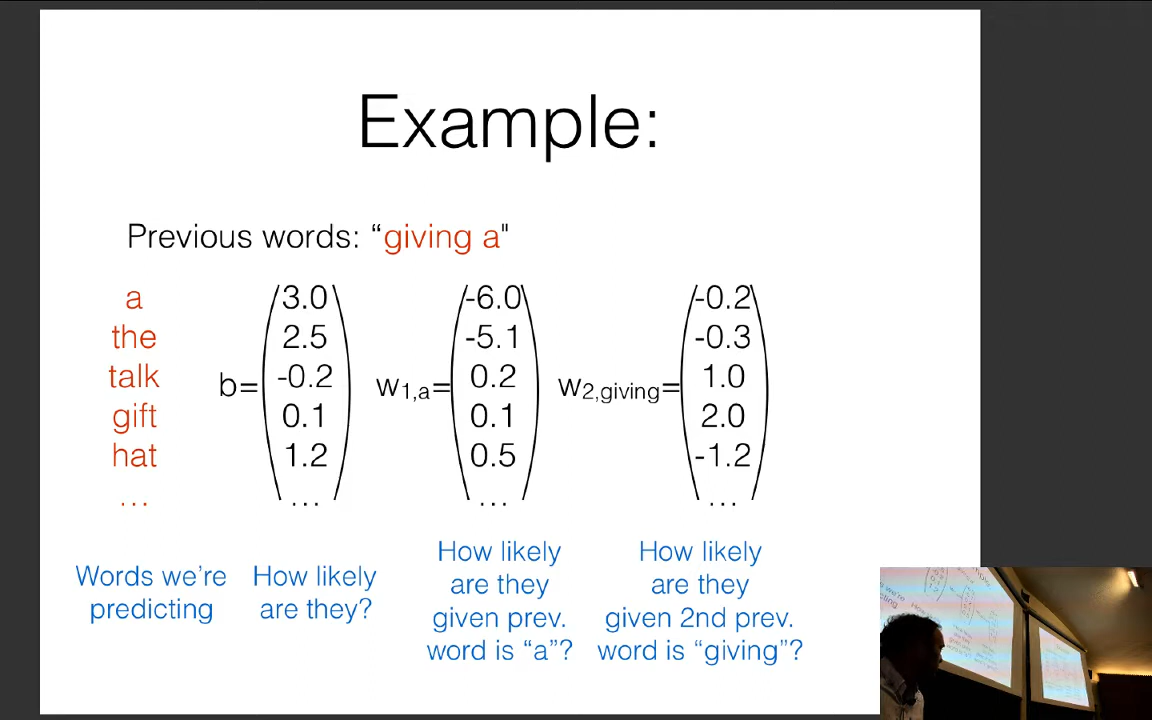 Example:
Previous words: “giving a"
a
the
talk
gift
hat
...
b=
3.0
2.5
-0.2
0.1
1.2
...
w1,a=
-6.0
-5.1
0.2
0.1
0.5
...
w2,giving=
-0.2
-0.3
1.0
2.0
-1.2
...
Words we're
predicting
How likely
are they?
How likely
are they
given prev.
word is “a”?
How likely
are they
given 2nd prev.
word is “giving”?